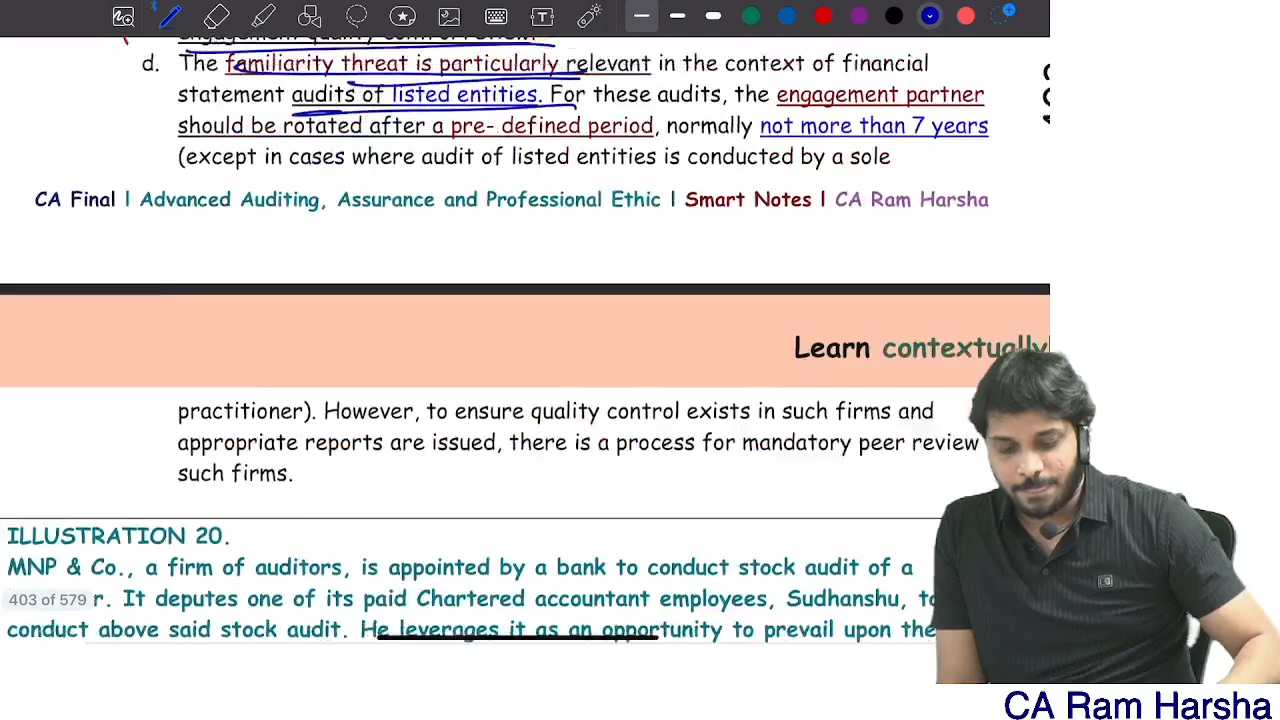 engagement quality control review.
d. The familiarity threat is particularly relevant in the context of financial
statement audits of listed entities. For these audits, the engagement partner
should be rotated after a pre- defined period, normally not more than 7 years
(except in cases where audit of listed entities is conducted by a sole
CA Final | Advanced Auditing, Assurance and Professional Ethic | Smart Notes | CA Ram Harsha
Learn contextually
practitioner). However, to ensure quality control exists in such firms and
appropriate reports are issued, there is a process for mandatory peer review
such firms.
ILLUSTRATION 20.
MNP & Co., a firm of auditors, is appointed by a bank to conduct stock audit of a
403 of 579 r. It deputes one of its paid Chartered accountant employees, Sudhanshu, to
conduct above said stock audit. He leverages it as an opportunity to prevail upon the
CA Ram Harsha